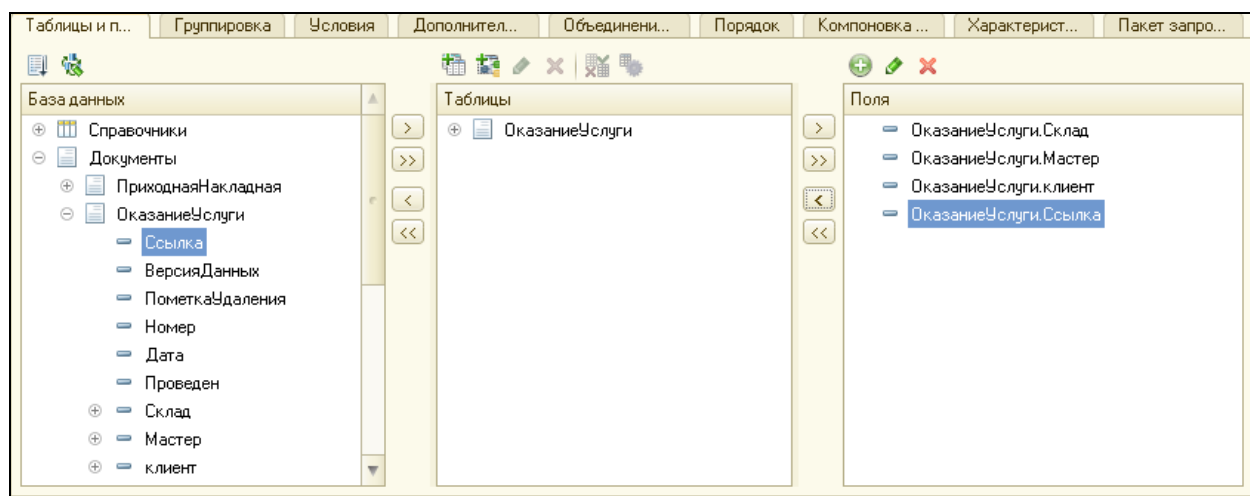 Таблицы и п... Группировка Условия Дополнител... Объединени... Порядок Компоновка ... Характерист... Пакет запро...
База данных
Справочники
Документы
ПриходнаяНакладная
ОказаниеУслуги
Ссылка
ВерсияДанных
ПометкаУдаления
Номер
Дата
Проведен
Склад
Мастер
клиент
>
>>
<
<<
Таблицы
ОказаниеУслуги
>
>>
<
<<
Поля
ОказаниеУслуги.Склад
ОказаниеУслуги.Мастер
ОказаниеУслуги.клиент
ОказаниеУслуги.Ссылка